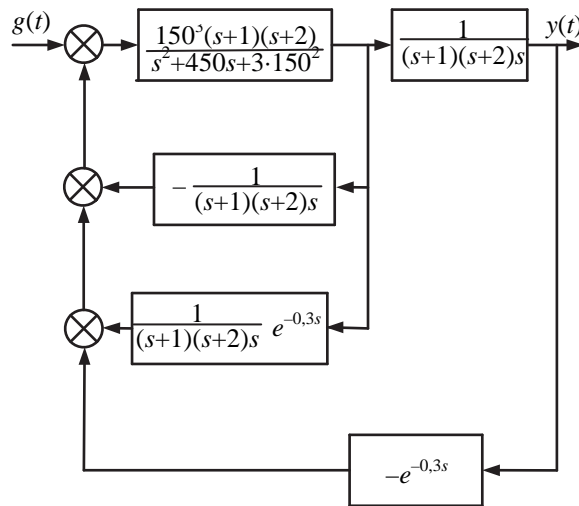 g(t)
150³(s+1)(s+2)
s²+450s+3·150²
1
(s+1)(s+2)s
y(t)
− 1
(s+1)(s+2)s
1
(s+1)(s+2)s e^{−0,3s}
−e^{−0,3s}